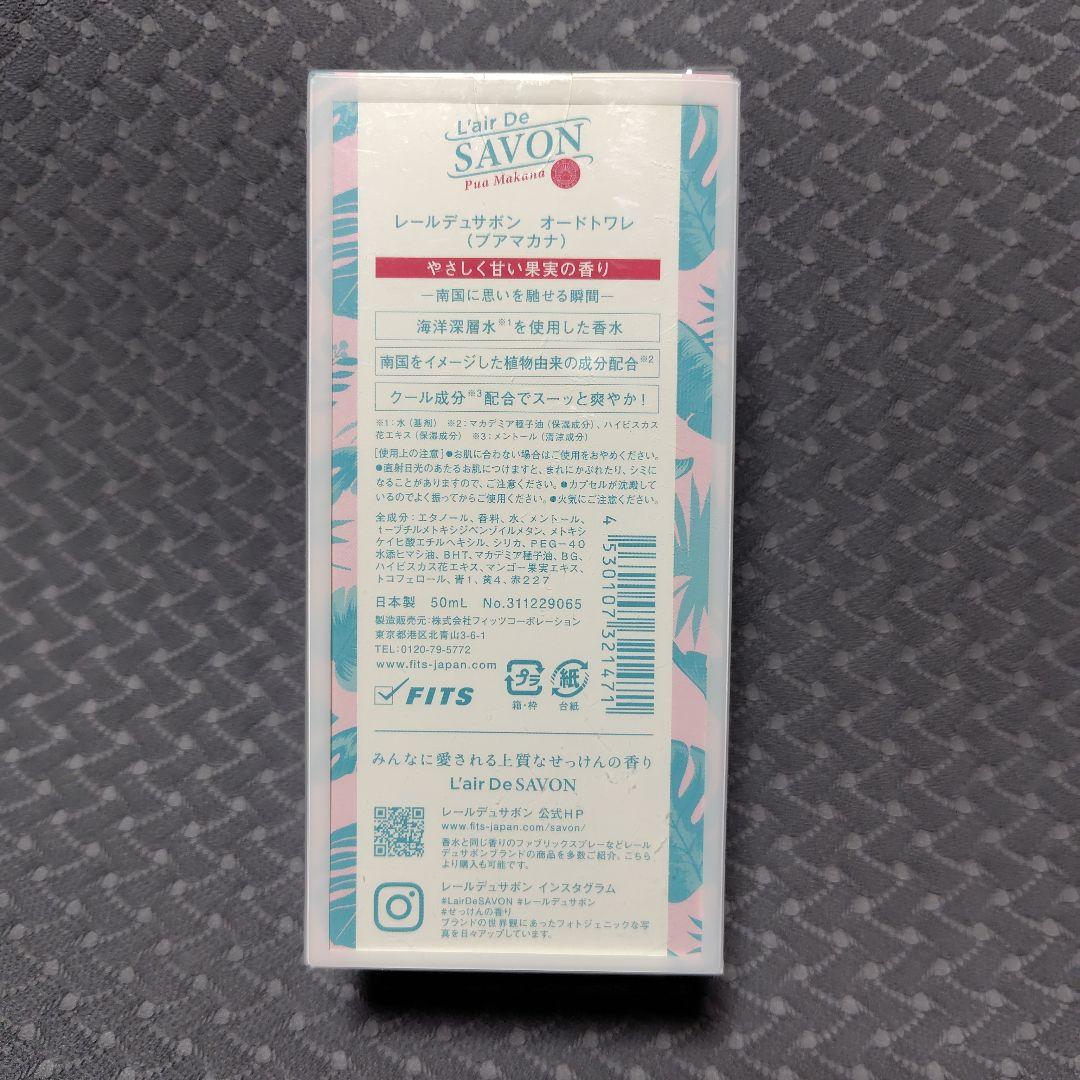 L'air De
SAVON
Pua Makana
レールデュサボン　オードトワレ
（プアマカナ）
やさしく甘い果実の香り
―南国に思いを馳せる瞬間―
海洋深層水※1を使用した香水
南国をイメージした植物由来の成分配合※2
クール成分※3配合でスーッと爽やか！
※1：水（基剤）　※2：マカデミア種子油（保湿成分）、ハイビスカス
花エキス（保湿成分）　※3：メントール（清涼成分）
［使用上の注意］●お肌に合わない場合はご使用をおやめください。
●直射日光のあたるお肌につけますと、まれにかぶれたり、シミに
なることがありますので、ご注意ください。●カプセルが沈殿して
いるのでよく振ってからご使用ください。●火気にご注意ください。
全成分：エタノール、香料、水、メントール、
t-ブチルメトキシジベンゾイルメタン、メトキシ
ケイヒ酸エチルヘキシル、シリカ、PEG-40
水添ヒマシ油、BHT、マカデミア種子油、BG、
ハイビスカス花エキス、マンゴー果実エキス、
トコフェロール、青1、黄4、赤227
日本製　50mL　No.311229065
製造販売元：株式会社フィッツコーポレーション
東京都港区北青山3-6-1
TEL：0120-79-5772
www.fits-japan.com
FITS
プラ
箱・枠
紙
台紙
4 530107 321471
みんなに愛される上質なせっけんの香り
L'air De SAVON
レールデュサボン 公式HP
www.fits-japan.com/savon/
香水と同じ香りのファブリックスプレーなどレール
デュサボンブランドの商品を多数ご紹介。こちら
より購入も可能です。
レールデュサボン インスタグラム
#LairDeSAVON #レールデュサボン
#せっけんの香り
ブランドの世界観にあったフォトジェニックな写
真を日々アップしています。